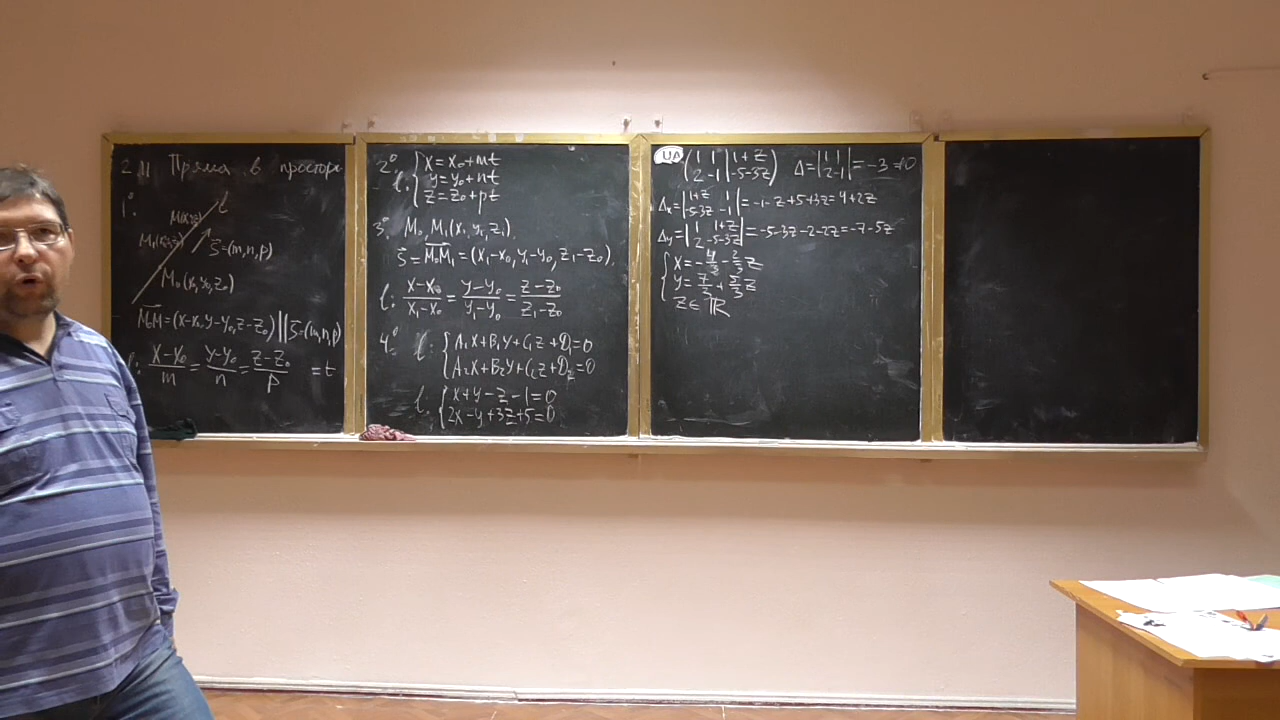 2M Пряма в просторі
1°.
l
M(x,y,z)
M₁(x₁,y₁,z₁)
s̅=(m,n,p)
M₀(x₀,y₀,z₀)
M₀M=(x-x₀,y-y₀,z-z₀)||s̅=(m,n,p)
l: (x-x₀)/m = (y-y₀)/n = (z-z₀)/p = t
2°.
l: { x=x₀+mt
y=y₀+nt
z=z₀+pt
3°. M₀, M₁(x₁,y₁,z₁).
s̅=M₀M₁=(x₁-x₀,y₁-y₀,z₁-z₀).
l: (x-x₀)/(x₁-x₀) = (y-y₀)/(y₁-y₀) = (z-z₀)/(z₁-z₀)
4°. l: { A₁x+B₁y+C₁z+D₁=0
A₂x+B₂y+C₂z+D₂=0
l: { x+y-z-1=0
2x-y+3z+5=0
UA
(1 1 | 1+z
2 -1 | -5-3z) Δ=|1 1
2 -1|=-3≠0
Δx=|1+z 1
-5-3z -1|=-1-z+5+3z=4+2z
Δy=|1 1+z
2 -5-3z|=-5-3z-2-2z=-7-5z
{ x=-4/3-2/3z
y=7/3+5/3z
z∈ℝ